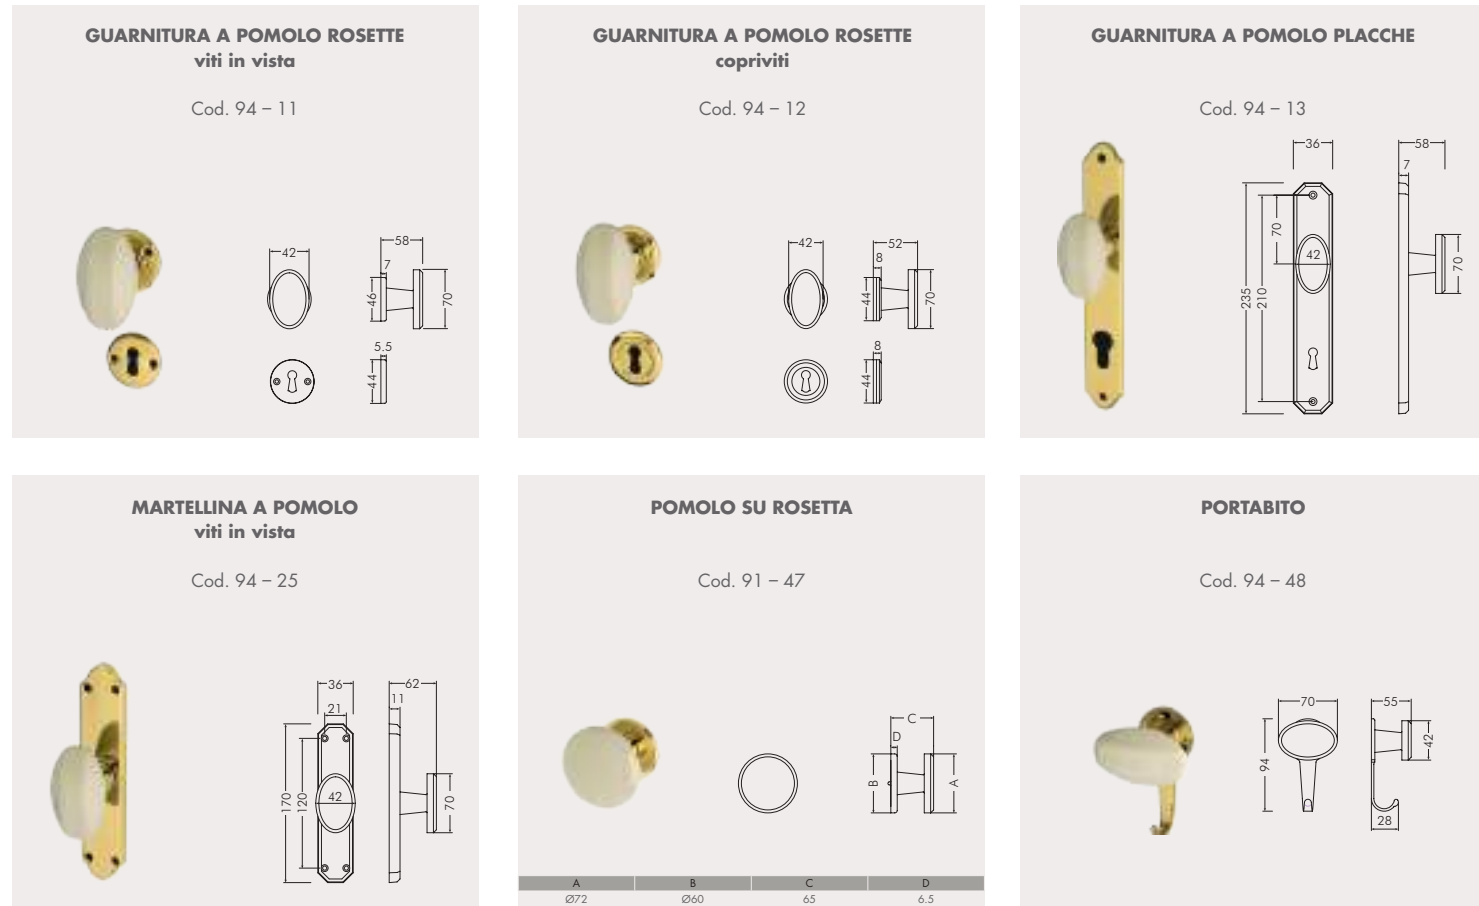 GUARNITURA A POMOLO ROSETTE
viti in vista
Cod. 94 – 11
42
58
7
46
70
5.5
44
GUARNITURA A POMOLO ROSETTE
copriviti
Cod. 94 – 12
42
52
8
44
70
8
44
GUARNITURA A POMOLO PLACCHE
Cod. 94 – 13
36
58
7
70
42
235
210
70
MARTELLINA A POMOLO
viti in vista
Cod. 94 – 25
36
21
62
11
170
120
42
70
POMOLO SU ROSETTA
Cod. 91 – 47
C
D
B
A
A B C D
Ø72 Ø60 65 6.5
PORTABITO
Cod. 94 – 48
70
55
94
42
28